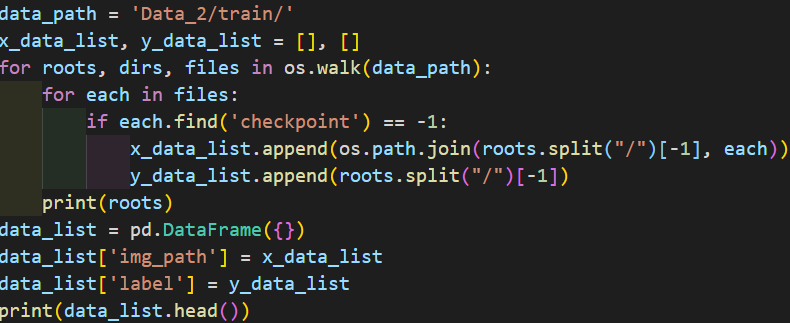 data_path = 'Data_2/train/'
x_data_list, y_data_list = [], []
for roots, dirs, files in os.walk(data_path):
    for each in files:
        if each.find('checkpoint') == -1:
            x_data_list.append(os.path.join(roots.split("/")[-1], each))
            y_data_list.append(roots.split("/")[-1])
    print(roots)
data_list = pd.DataFrame({})
data_list['img_path'] = x_data_list
data_list['label'] = y_data_list
print(data_list.head())